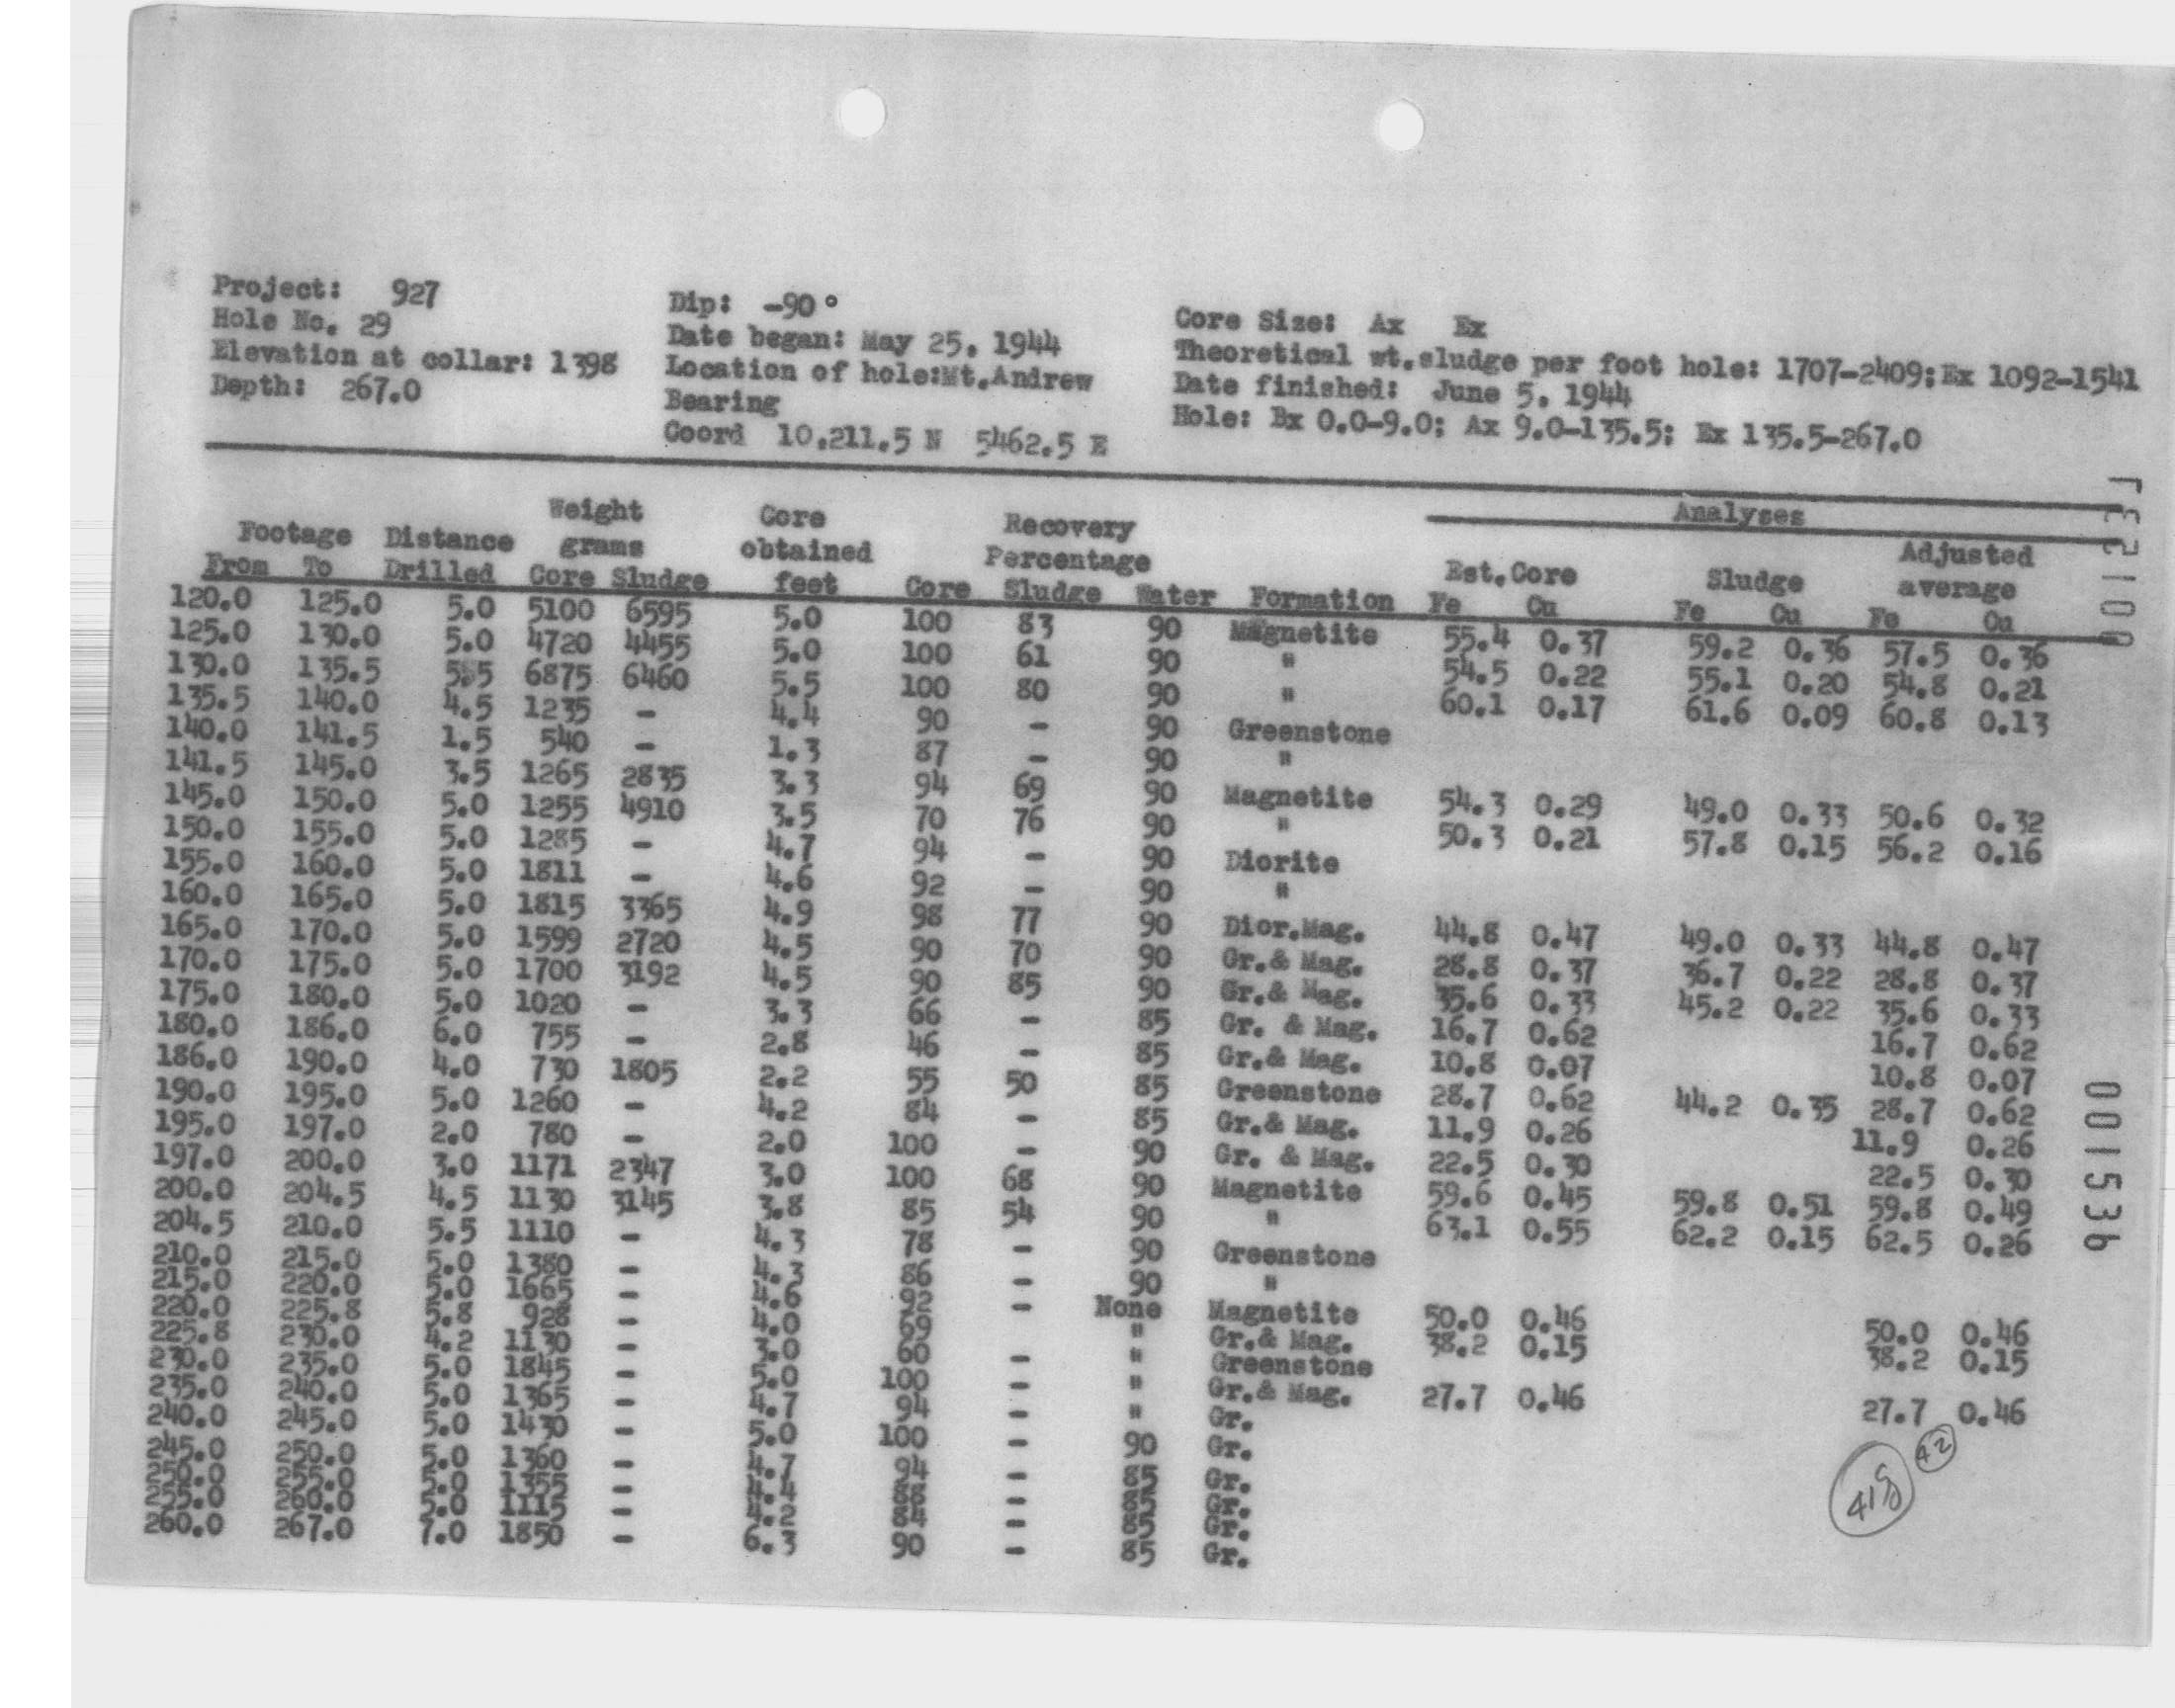 Project: 927
Hole No. 29
Elevation at collar: 1398
Depth: 267.0
Dip: -90°
Date began: May 25, 1944
Location of hole:Mt.Andrew
Bearing
Coord 10,211.5 N 5462.5 E
Core Size: Ax Ex
Theoretical wt.sludge per foot hole: 1707-2409;Ex 1092-1541
Date finished: June 5, 1944
Hole: Bx 0.0-9.0; Ax 9.0-135.5; Ex 135.5-267.0
Weight Core Recovery Analyses
Footage Distance grams obtained Percentage Est.Core Sludge Adjusted average
From To Drilled Core Sludge feet Core Sludge Water Formation Fe Cu Fe Cu Fe Cu
120.0 125.0 5.0 5100 6595 5.0 100 83 90 Magnetite 55.4 0.37 59.2 0.36 57.5 0.36
125.0 130.0 5.0 4720 4455 5.0 100 61 90 " 54.5 0.22 55.1 0.20 54.8 0.21
130.0 135.5 5.5 6875 6460 5.5 100 80 90 " 60.1 0.17 61.6 0.09 60.8 0.13
135.5 140.0 4.5 1235 - 4.4 90 - 90 Greenstone
140.0 141.5 1.5 540 - 1.3 87 - 90 "
141.5 145.0 3.5 1265 2835 3.3 94 69 90 Magnetite 54.3 0.29 49.0 0.33 50.6 0.32
145.0 150.0 5.0 1255 4910 3.5 70 76 90 " 50.3 0.21 57.8 0.15 56.2 0.16
150.0 155.0 5.0 1285 - 4.7 94 - 90 Diorite
155.0 160.0 5.0 1811 - 4.6 92 - 90 "
160.0 165.0 5.0 1815 3365 4.9 98 77 90 Dior.Mag. 44.8 0.47 49.0 0.33 44.8 0.47
165.0 170.0 5.0 1599 2720 4.5 90 70 90 Gr.& Mag. 28.8 0.37 36.7 0.22 28.8 0.37
170.0 175.0 5.0 1700 3192 4.5 90 85 90 Gr.& Mag. 35.6 0.33 45.2 0.22 35.6 0.33
175.0 180.0 5.0 1020 - 3.3 66 - 85 Gr. & Mag. 16.7 0.62 16.7 0.62
180.0 186.0 6.0 755 - 2.8 46 - 85 Gr.& Mag. 10.8 0.07 10.8 0.07
186.0 190.0 4.0 730 1805 2.2 55 50 85 Greenstone 28.7 0.62 44.2 0.35 28.7 0.62
190.0 195.0 5.0 1260 - 4.2 84 - 85 Gr.& Mag. 11.9 0.26 11.9 0.26
195.0 197.0 2.0 780 - 2.0 100 - 90 Gr. & Mag. 22.5 0.30 22.5 0.30
197.0 200.0 3.0 1171 2347 3.0 100 68 90 Magnetite 59.6 0.45 59.8 0.51 59.8 0.49
200.0 204.5 4.5 1130 3145 3.8 85 54 90 " 63.1 0.55 62.2 0.15 62.5 0.26
204.5 210.0 5.5 1110 - 4.3 78 - 90 Greenstone
210.0 215.0 5.0 1380 - 4.3 86 - 90 "
215.0 220.0 5.0 1665 - 4.6 92 - None Magnetite 50.0 0.46 50.0 0.46
220.0 225.8 5.8 928 - 4.0 69 " Gr.& Mag. 38.2 0.15 38.2 0.15
225.8 230.0 4.2 1130 - 3.0 60 - " Greenstone
230.0 235.0 5.0 1845 - 5.0 100 - " Gr.& Mag. 27.7 0.46 27.7 0.46
235.0 240.0 5.0 1365 - 4.7 94 - " Gr.
240.0 245.0 5.0 1430 - 5.0 100 - 90 Gr.
245.0 250.0 5.0 1360 - 4.7 94 - 85 Gr.
250.0 255.0 5.0 1355 - 4.4 88 - 85 Gr.
255.0 260.0 5.0 1115 - 4.2 84 - 85 Gr.
260.0 267.0 7.0 1850 - 6.3 90 - 85 Gr.
42
001536